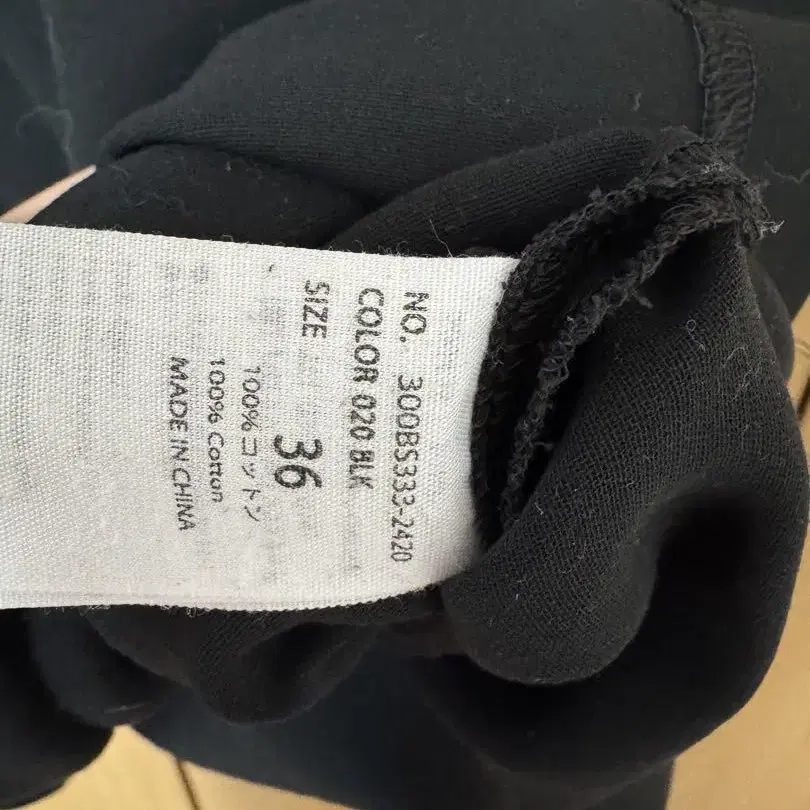 NO. 300BS333-2420
COLOR 020 BLK
SIZE 36
100% コットン
100% Cotton
MADE IN CHINA